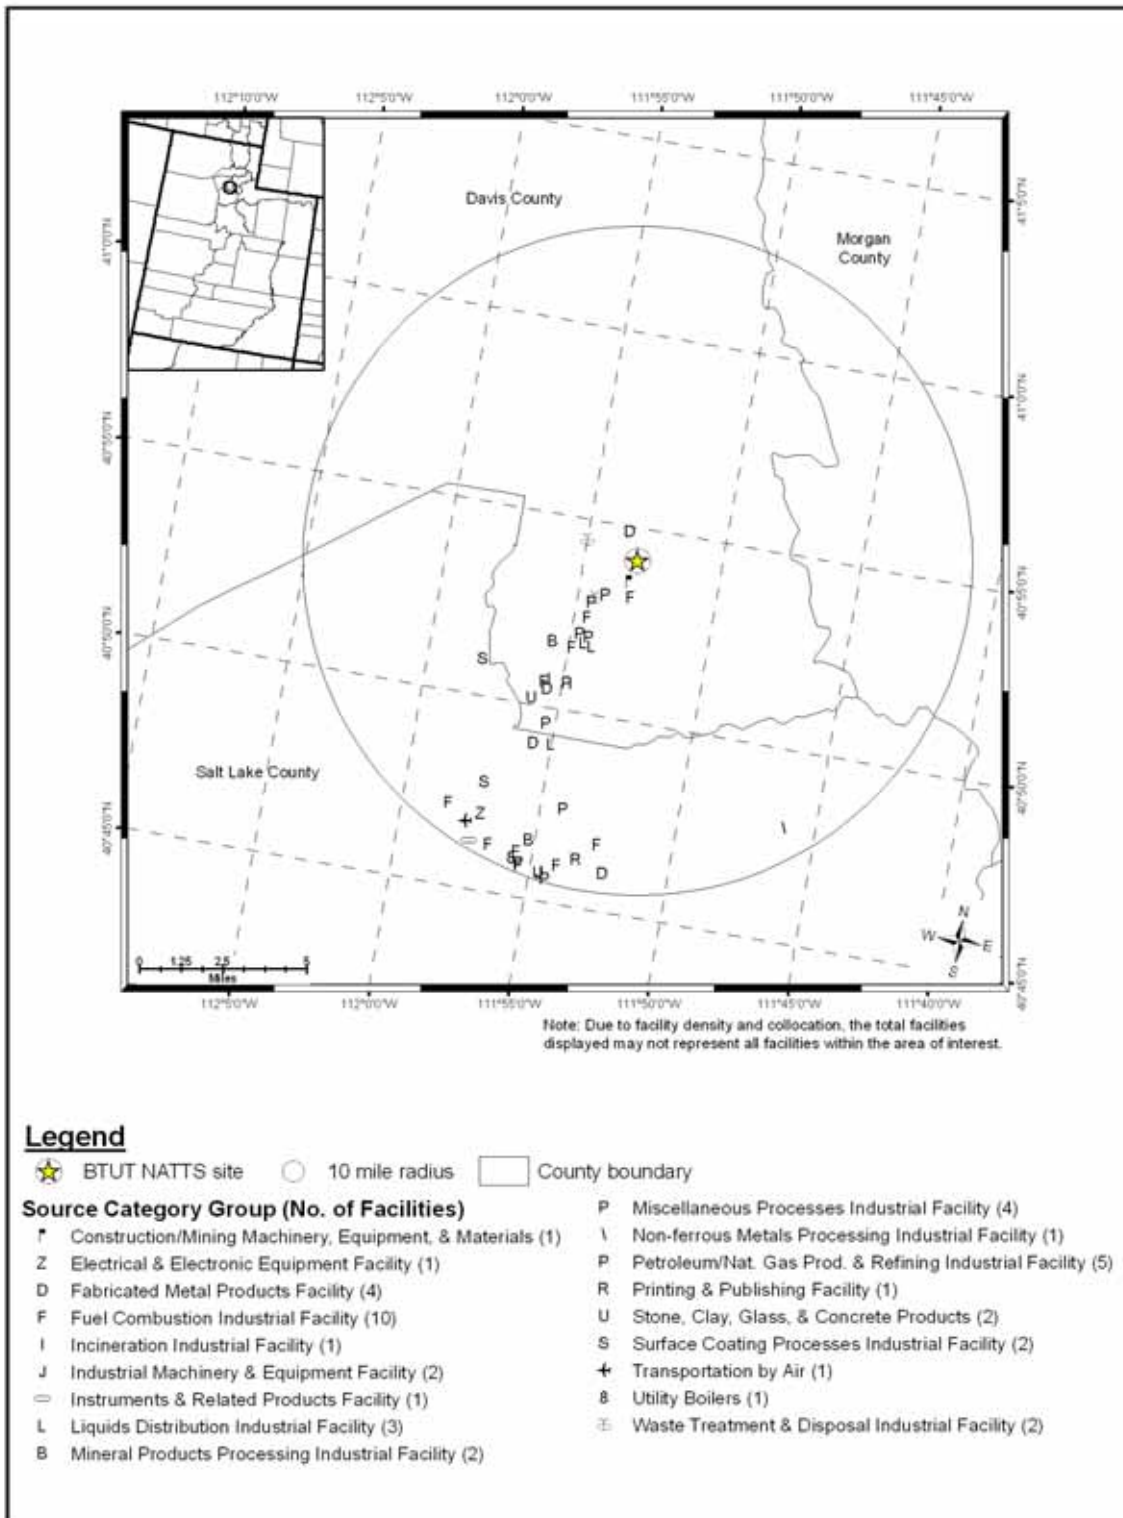 112°10'0"W 112°5'0"W 112°0'0"W 111°55'0"W 111°50'0"W 111°45'0"W
Davis County
Morgan
County
41°0'0"N
41°5'0"N
40°55'0"N
41°0'0"N
40°50'0"N
40°55'0"N
Salt Lake County
40°45'0"N
40°50'0"N
40°45'0"N
D
F
P
P
F
B
F
L
S
D
U
P
D
L
S
F
Z
P
F
B
F
F
R
D
N
W
E
S
0 1.25 2.5 5
Miles
112°5'0"W 112°0'0"W 111°55'0"W 111°50'0"W 111°45'0"W 111°40'0"W
Note: Due to facility density and collocation, the total facilities
displayed may not represent all facilities within the area of interest.
Legend
BTUT NATTS site 10 mile radius County boundary
Source Category Group (No. of Facilities)
Construction/Mining Machinery, Equipment, & Materials (1)
Z Electrical & Electronic Equipment Facility (1)
D Fabricated Metal Products Facility (4)
F Fuel Combustion Industrial Facility (10)
I Incineration Industrial Facility (1)
J Industrial Machinery & Equipment Facility (2)
Instruments & Related Products Facility (1)
L Liquids Distribution Industrial Facility (3)
B Mineral Products Processing Industrial Facility (2)
P Miscellaneous Processes Industrial Facility (4)
\ Non-ferrous Metals Processing Industrial Facility (1)
P Petroleum/Nat. Gas Prod. & Refining Industrial Facility (5)
R Printing & Publishing Facility (1)
U Stone, Clay, Glass, & Concrete Products (2)
S Surface Coating Processes Industrial Facility (2)
Transportation by Air (1)
8 Utility Boilers (1)
Waste Treatment & Disposal Industrial Facility (2)